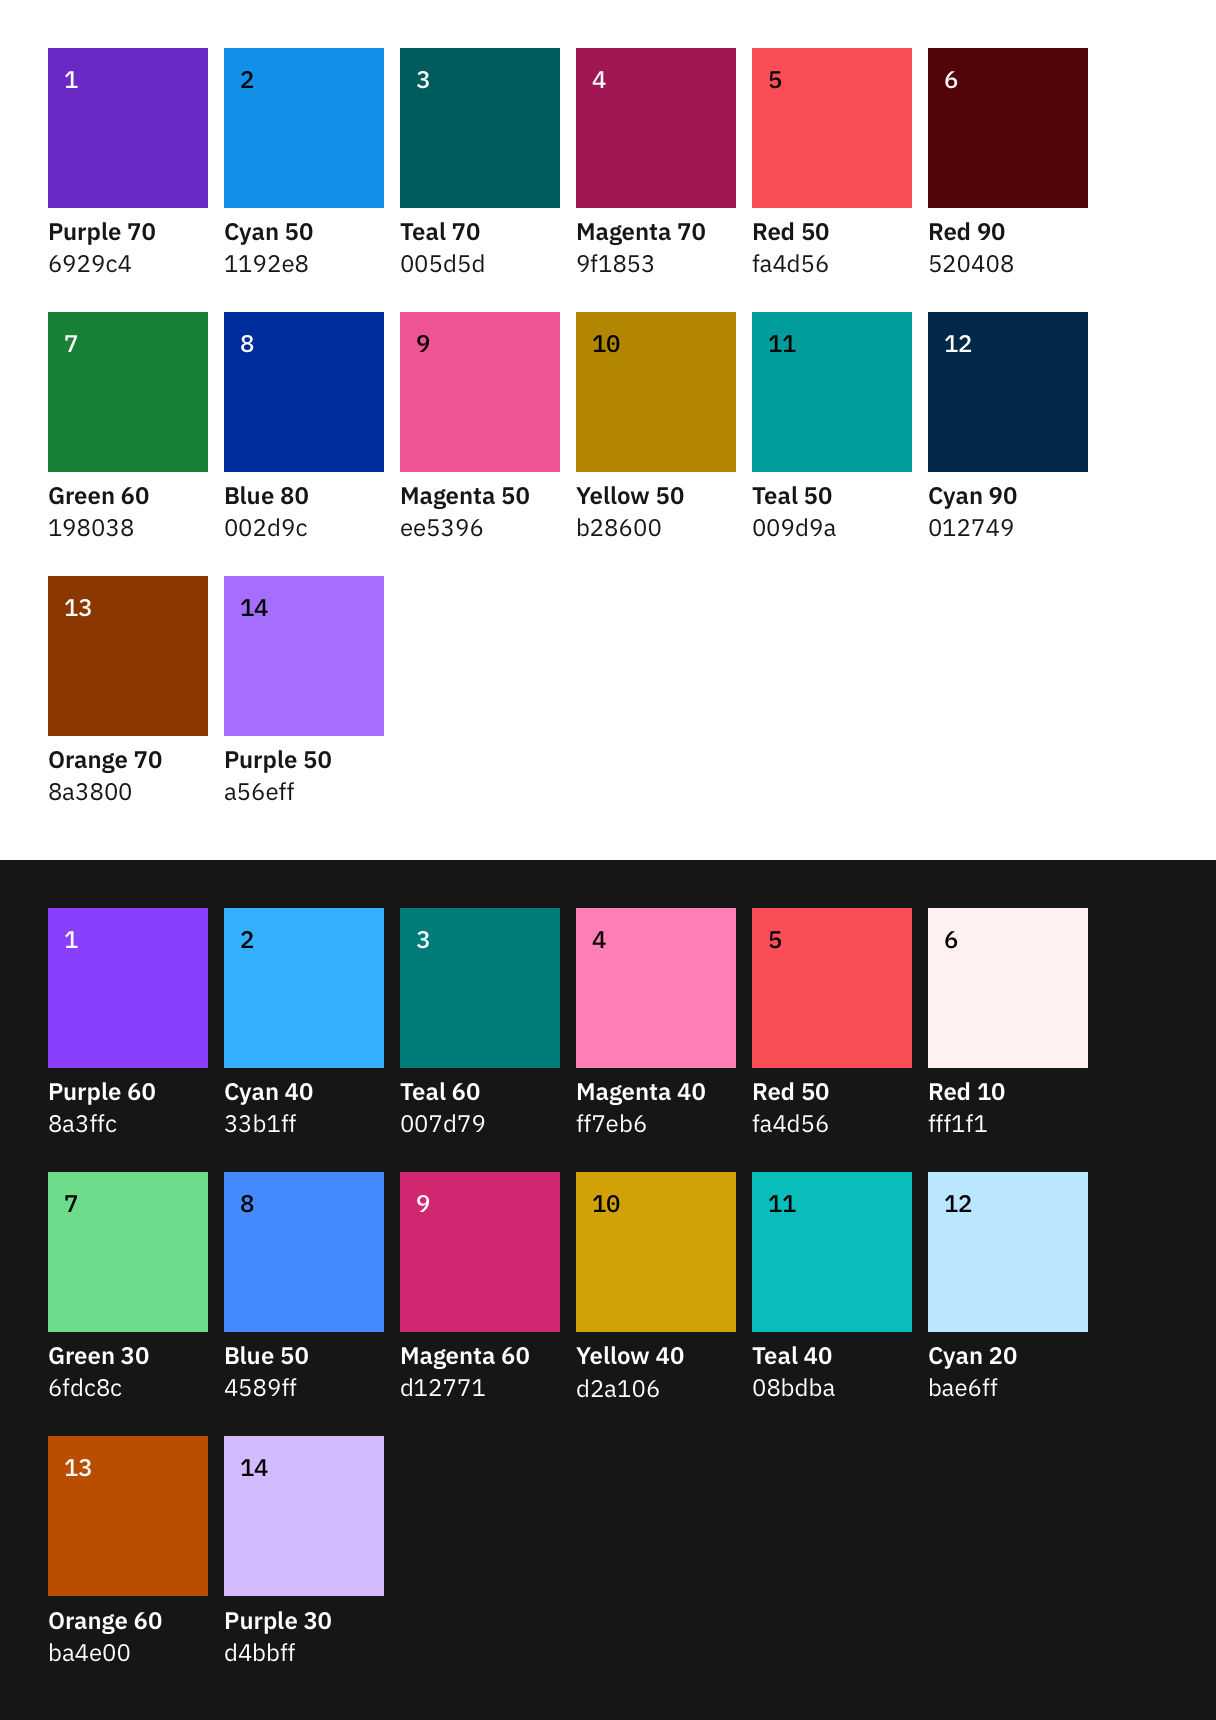 1 2 3 4 5 6
Purple 70 Cyan 50 Teal 70 Magenta 70 Red 50 Red 90
6929c4 1192e8 005d5d 9f1853 fa4d56 520408
7 8 9 10 11 12
Green 60 Blue 80 Magenta 50 Yellow 50 Teal 50 Cyan 90
198038 002d9c ee5396 b28600 009d9a 012749
13 14
Orange 70 Purple 50
8a3800 a56eff
1 2 3 4 5 6
Purple 60 Cyan 40 Teal 60 Magenta 40 Red 50 Red 10
8a3ffc 33b1ff 007d79 ff7eb6 fa4d56 fff1f1
7 8 9 10 11 12
Green 30 Blue 50 Magenta 60 Yellow 40 Teal 40 Cyan 20
6fdc8c 4589ff d12771 d2a106 08bdba bae6ff
13 14
Orange 60 Purple 30
ba4e00 d4bbff